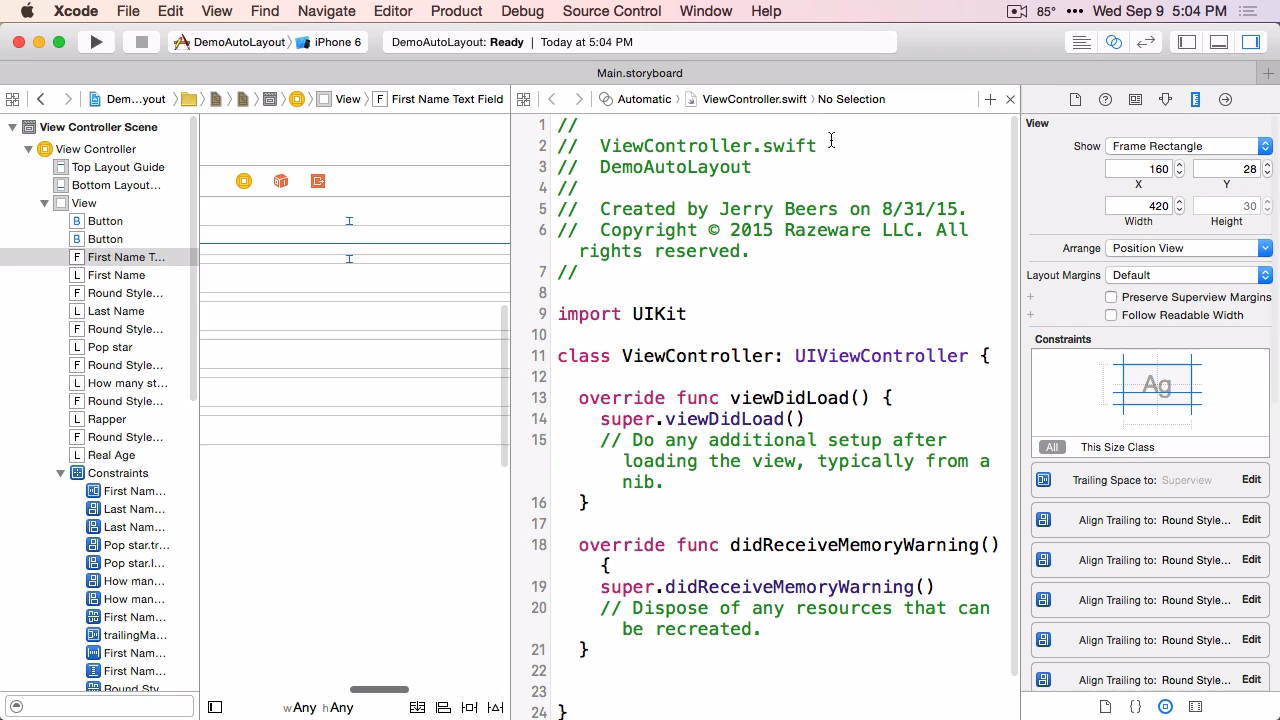 Xcode File Edit View Find Navigate Editor Product Debug Source Control Window Help 85° Wed Sep 9 5:04 PM
DemoAutoLayout iPhone 6 DemoAutoLayout: Ready | Today at 5:04 PM
Main.storyboard
Dem...yout View F First Name Text Field Automatic ViewController.swift No Selection
View Controller Scene
View Controller
Top Layout Guide
Bottom Layout...
View
B Button
B Button
F First Name T...
L First Name
F Round Style...
L Last Name
F Round Style...
L Pop star
F Round Style...
L How many st...
F Round Style...
L Rapper
F Round Style...
L Real Age
Constraints
First Nam...
Last Nam...
Last Nam...
Pop star.tr...
Pop star.l...
How man...
How man...
First Nam...
trailingMa...
First Nam...
First Nam...
Round Sty...
wAny hAny
1 //
2 // ViewController.swift
3 // DemoAutoLayout
4 //
5 // Created by Jerry Beers on 8/31/15.
6 // Copyright © 2015 Razeware LLC. All
rights reserved.
7 //
8
9 import UIKit
10
11 class ViewController: UIViewController {
12
13 override func viewDidLoad() {
14 super.viewDidLoad()
15 // Do any additional setup after
loading the view, typically from a
nib.
16 }
17
18 override func didReceiveMemoryWarning()
{
19 super.didReceiveMemoryWarning()
20 // Dispose of any resources that can
be recreated.
21 }
22
23
24 }
View
Show Frame Rectangle
160 28
X Y
420 30
Width Height
Arrange Position View
Layout Margins Default
+ Preserve Superview Margins
+ Follow Readable Width
Constraints
Ag
All This Size Class
Trailing Space to: Superview Edit
Align Trailing to: Round Style... Edit
Align Trailing to: Round Style... Edit
Align Trailing to: Round Style... Edit
Align Trailing to: Round Style... Edit
Align Trailing to: Round Style... Edit